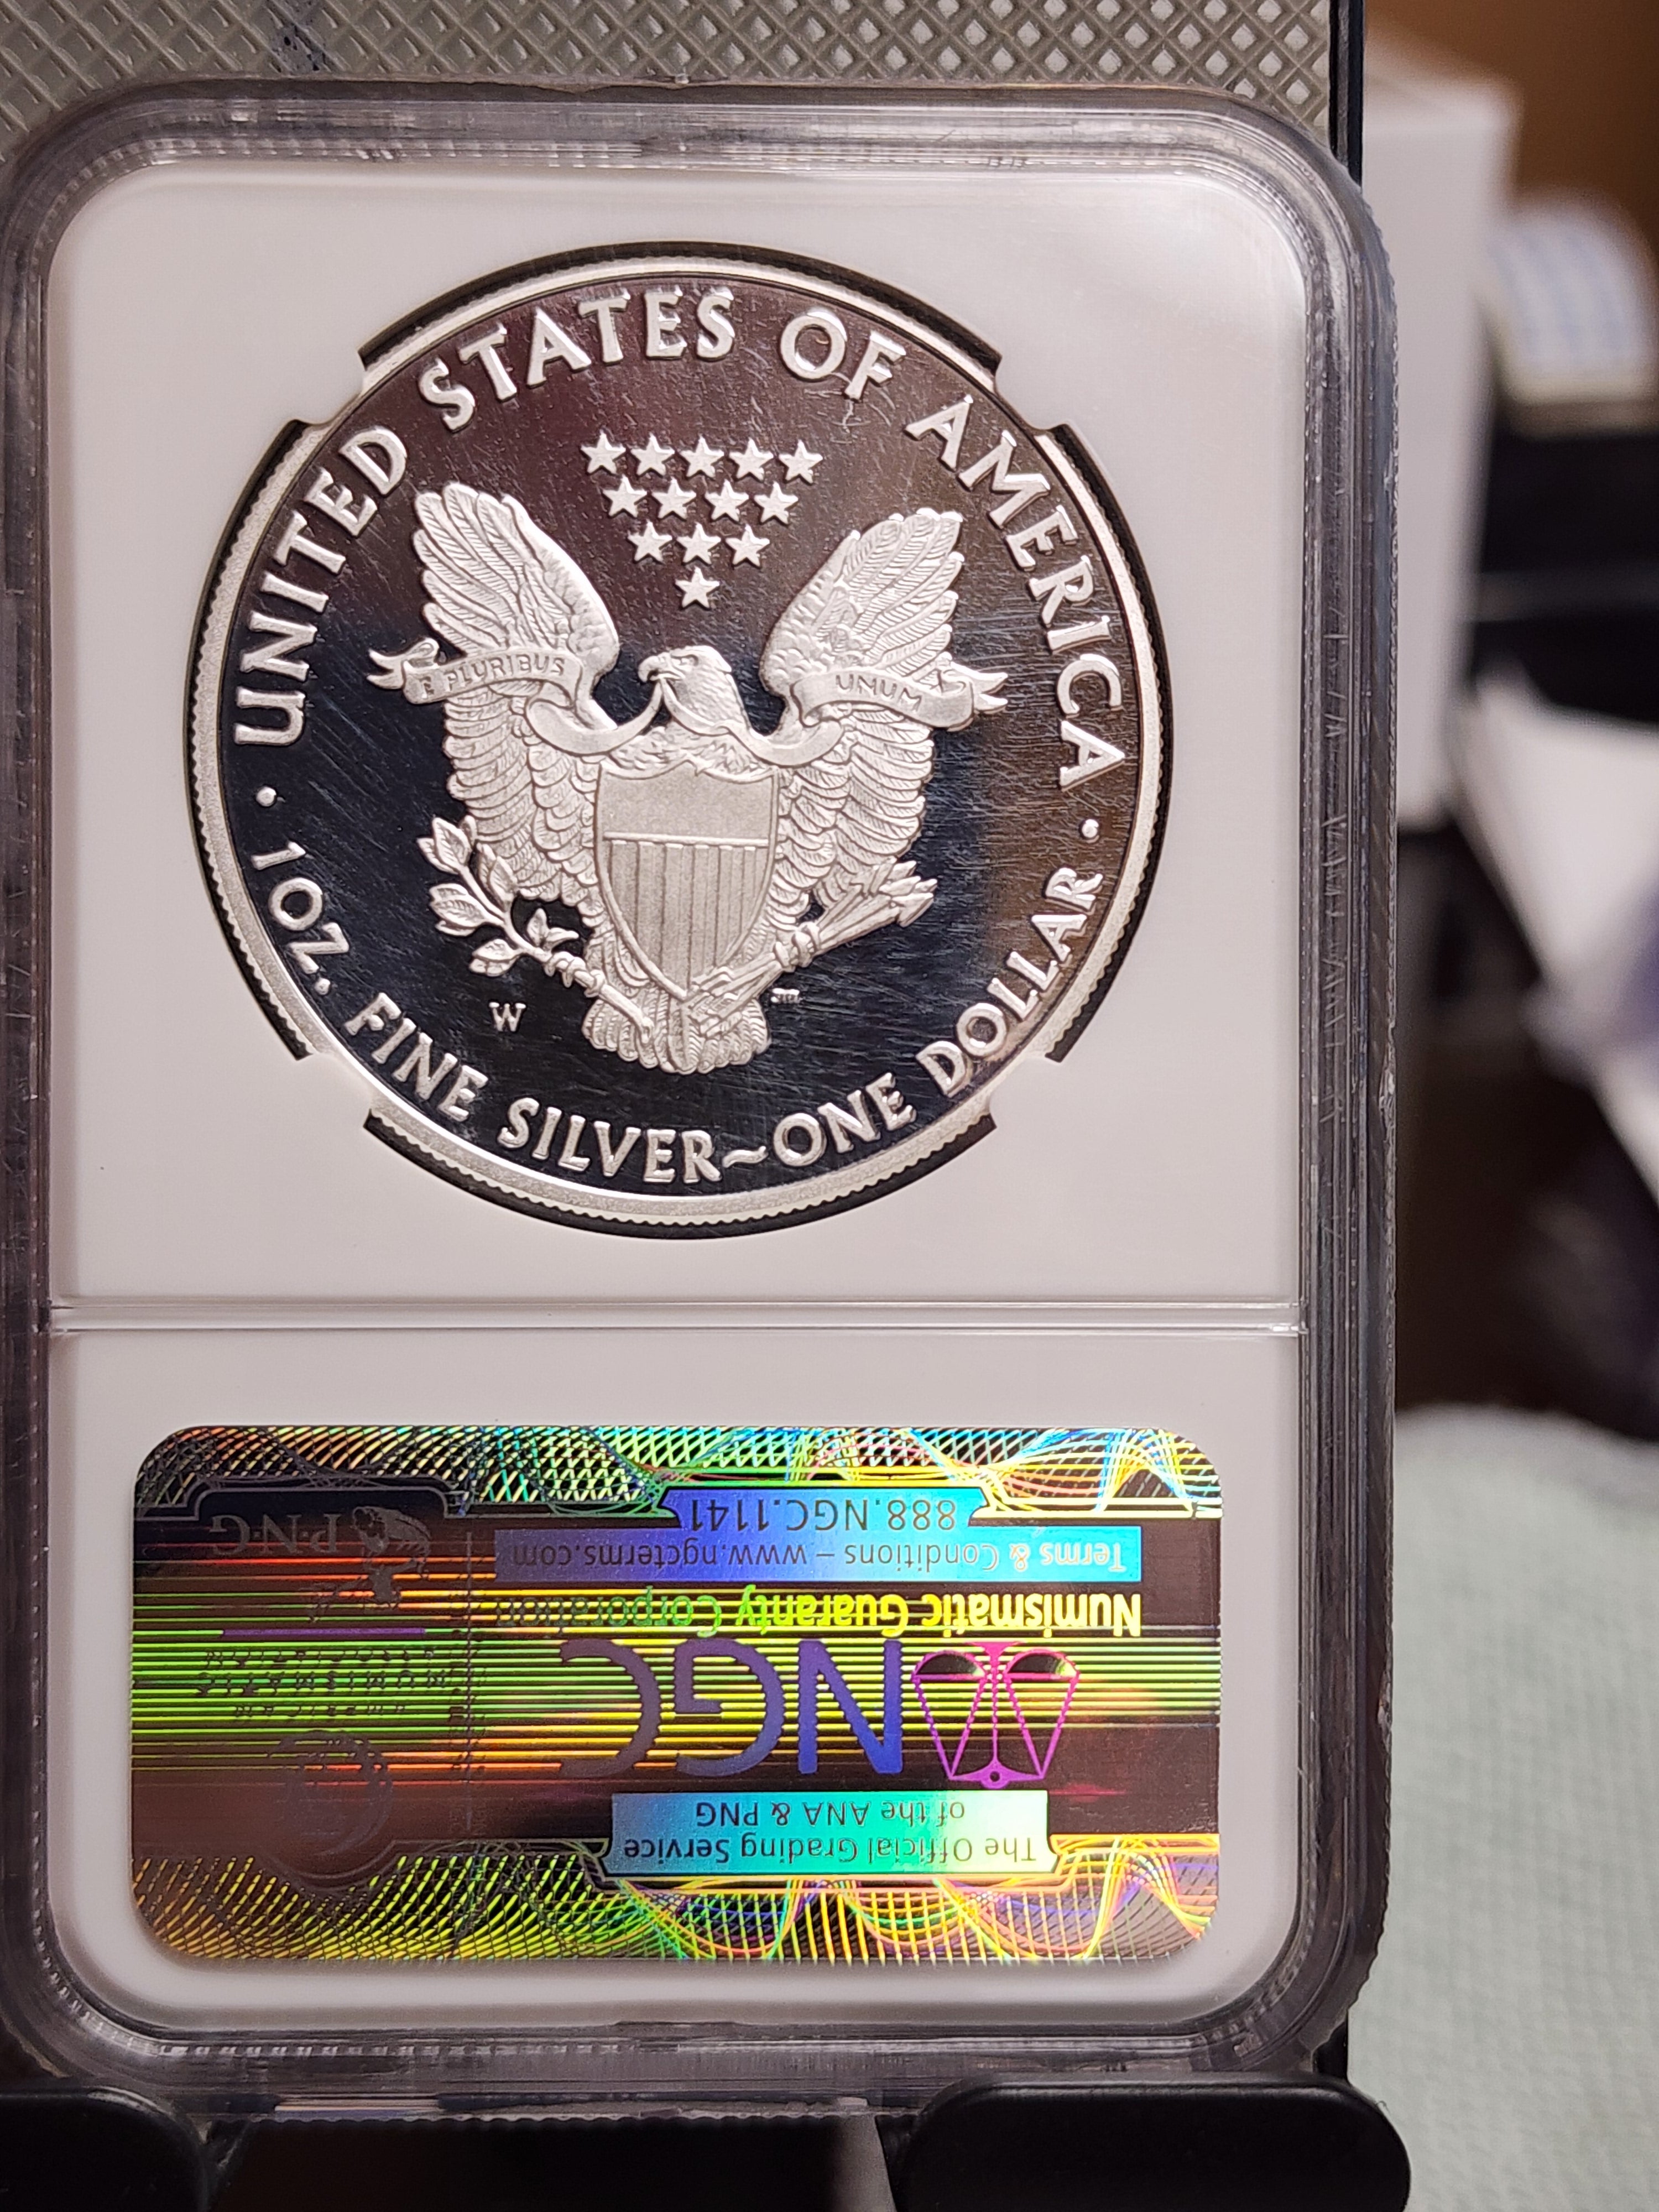 UNITED STATES OF AMERICA
E PLURIBUS
UNUM
W
· 1 OZ. FINE SILVER~ONE DOLLAR ·
888.NGC.1141
Terms & Conditions – www.ngcterms.com
Numismatic Guaranty Corporation
NGC
The Official Grading Service
of the ANA & PNG
PNG